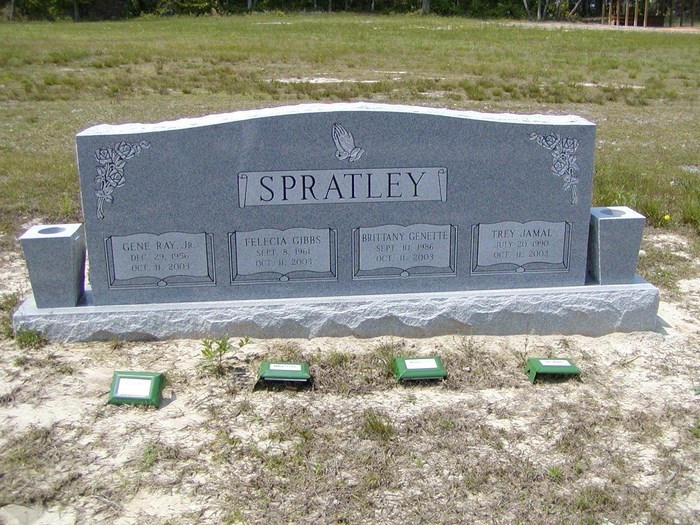 SPRATLEY
GENE RAY, JR.
DEC. 29, 1956
OCT. 11, 2003
FELECIA GIBBS
SEPT. 8, 1961
OCT. 11, 2003
BRITTANY GENETTE
SEPT. 10, 1986
OCT. 11, 2003
TREY JAMAL
JULY 20, 1990
OCT. 11, 2003